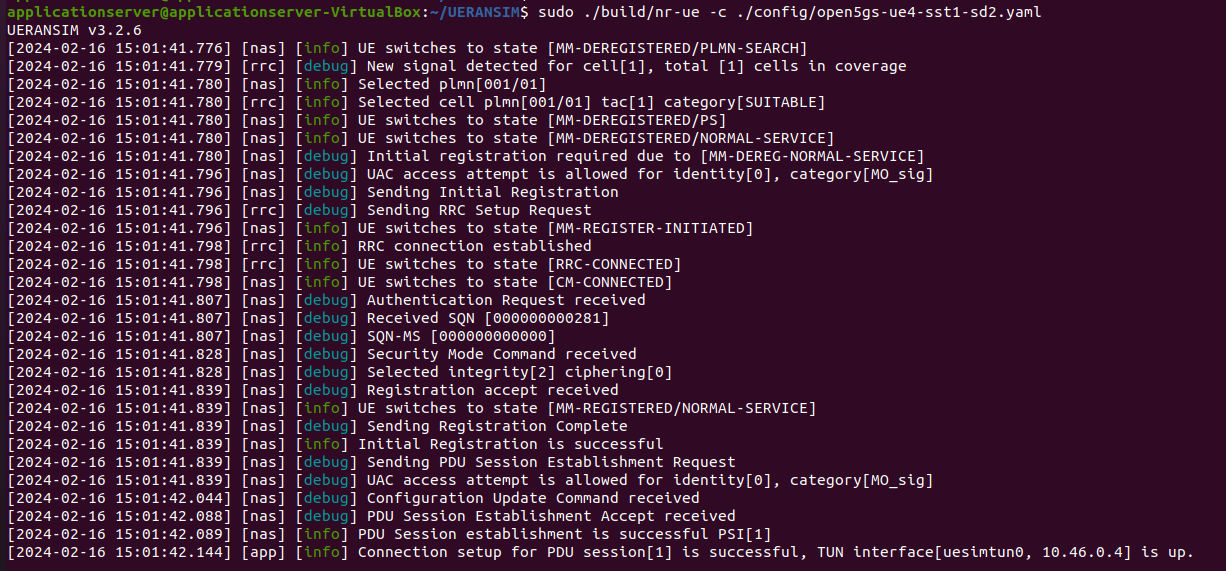 applicationserver@applicationserver-VirtualBox:~/UERANSIM$ sudo ./build/nr-ue -c ./config/open5gs-ue4-sst1-sd2.yaml
UERANSIM v3.2.6
[2024-02-16 15:01:41.776] [nas] [info] UE switches to state [MM-DEREGISTERED/PLMN-SEARCH]
[2024-02-16 15:01:41.779] [rrc] [debug] New signal detected for cell[1], total [1] cells in coverage
[2024-02-16 15:01:41.780] [nas] [info] Selected plmn[001/01]
[2024-02-16 15:01:41.780] [rrc] [info] Selected cell plmn[001/01] tac[1] category[SUITABLE]
[2024-02-16 15:01:41.780] [nas] [info] UE switches to state [MM-DEREGISTERED/PS]
[2024-02-16 15:01:41.780] [nas] [info] UE switches to state [MM-DEREGISTERED/NORMAL-SERVICE]
[2024-02-16 15:01:41.780] [nas] [debug] Initial registration required due to [MM-DEREG-NORMAL-SERVICE]
[2024-02-16 15:01:41.796] [nas] [debug] UAC access attempt is allowed for identity[0], category[MO_sig]
[2024-02-16 15:01:41.796] [nas] [debug] Sending Initial Registration
[2024-02-16 15:01:41.796] [rrc] [debug] Sending RRC Setup Request
[2024-02-16 15:01:41.796] [nas] [info] UE switches to state [MM-REGISTER-INITIATED]
[2024-02-16 15:01:41.798] [rrc] [info] RRC connection established
[2024-02-16 15:01:41.798] [rrc] [info] UE switches to state [RRC-CONNECTED]
[2024-02-16 15:01:41.798] [nas] [info] UE switches to state [CM-CONNECTED]
[2024-02-16 15:01:41.807] [nas] [debug] Authentication Request received
[2024-02-16 15:01:41.807] [nas] [debug] Received SQN [000000000281]
[2024-02-16 15:01:41.807] [nas] [debug] SQN-MS [000000000000]
[2024-02-16 15:01:41.828] [nas] [debug] Security Mode Command received
[2024-02-16 15:01:41.828] [nas] [debug] Selected integrity[2] ciphering[0]
[2024-02-16 15:01:41.839] [nas] [debug] Registration accept received
[2024-02-16 15:01:41.839] [nas] [info] UE switches to state [MM-REGISTERED/NORMAL-SERVICE]
[2024-02-16 15:01:41.839] [nas] [debug] Sending Registration Complete
[2024-02-16 15:01:41.839] [nas] [info] Initial Registration is successful
[2024-02-16 15:01:41.839] [nas] [debug] Sending PDU Session Establishment Request
[2024-02-16 15:01:41.839] [nas] [debug] UAC access attempt is allowed for identity[0], category[MO_sig]
[2024-02-16 15:01:42.044] [nas] [debug] Configuration Update Command received
[2024-02-16 15:01:42.088] [nas] [debug] PDU Session Establishment Accept received
[2024-02-16 15:01:42.089] [nas] [info] PDU Session establishment is successful PSI[1]
[2024-02-16 15:01:42.144] [app] [info] Connection setup for PDU session[1] is successful, TUN interface[uesimtun0, 10.46.0.4] is up.